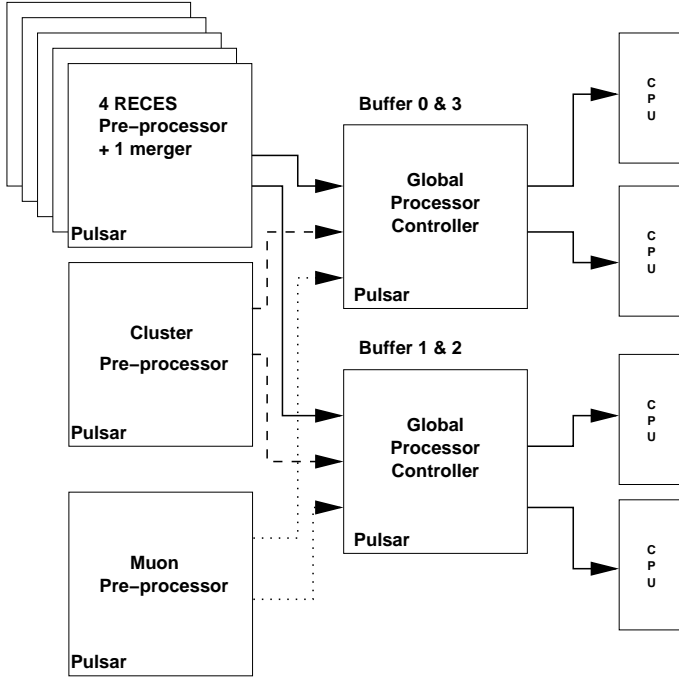 4 RECES
Pre−processor
+ 1 merger
Pulsar
Cluster
Pre−processor
Pulsar
Muon
Pre−processor
Pulsar
Buffer 0 & 3
Global
Processor
Controller
Pulsar
Buffer 1 & 2
Global
Processor
Controller
Pulsar
C
P
U
C
P
U
C
P
U
C
P
U